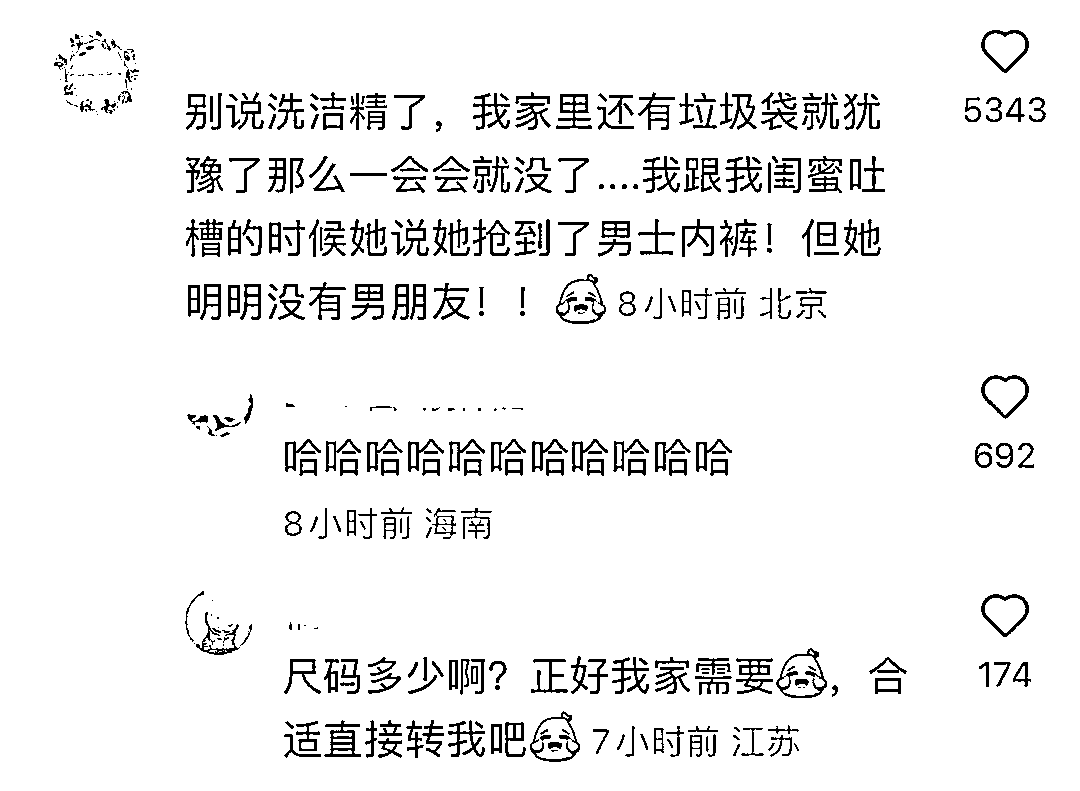 别说洗洁精了，我家里还有垃圾袋就犹
5343
豫了那么一会会就没了....我跟我闺蜜吐
槽的时候她说她抢到了男士内裤！但她
明明没有男朋友！！ 8小时前 北京
哈哈哈哈哈哈哈哈哈哈哈
692
8小时前 海南
尺码多少啊？正好我家需要，合
174
适直接转我吧 7小时前 江苏